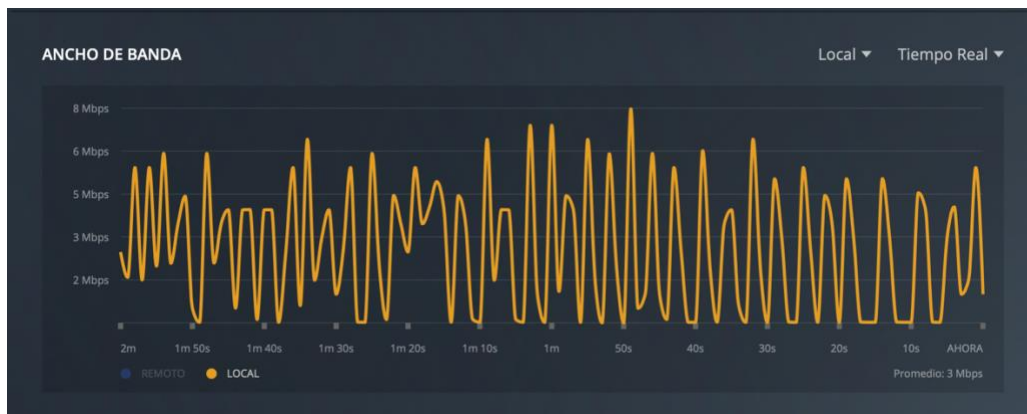 ANCHO DE BANDA
Local
Tiempo Real
8 Mbps
6 Mbps
5 Mbps
3 Mbps
2 Mbps
2m 1m 50s 1m 40s 1m 30s 1m 20s 1m 10s 1m 50s 40s 30s 20s 10s AHORA
REMOTO LOCAL
Promedio: 3 Mbps